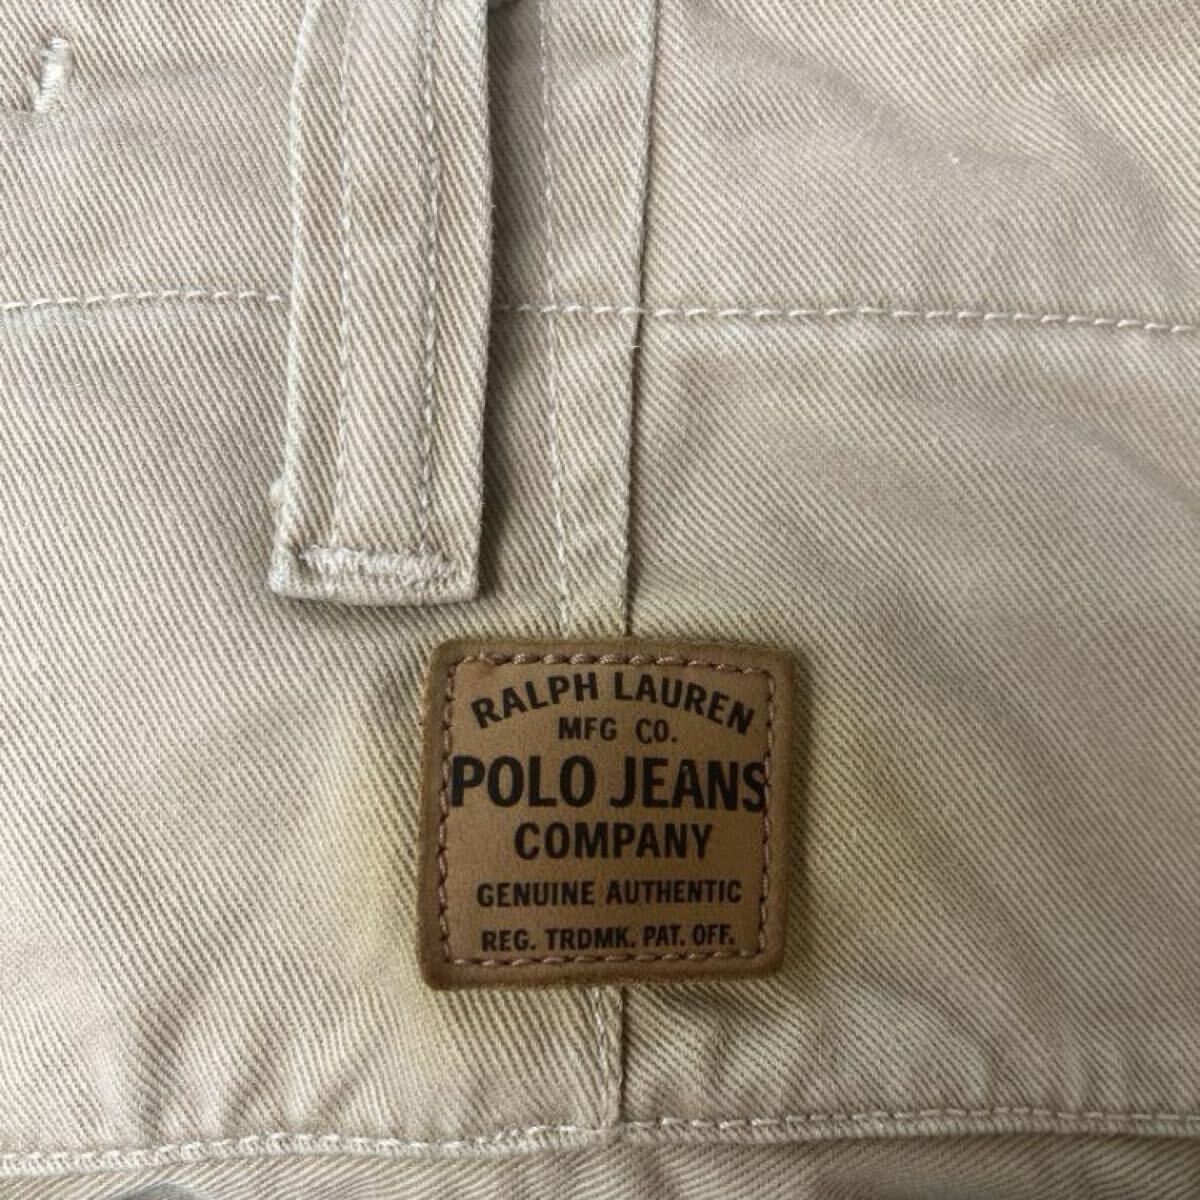 RALPH LAUREN
MFG CO.
POLO JEANS
COMPANY
GENUINE AUTHENTIC
REG. TRDMK. PAT. OFF.